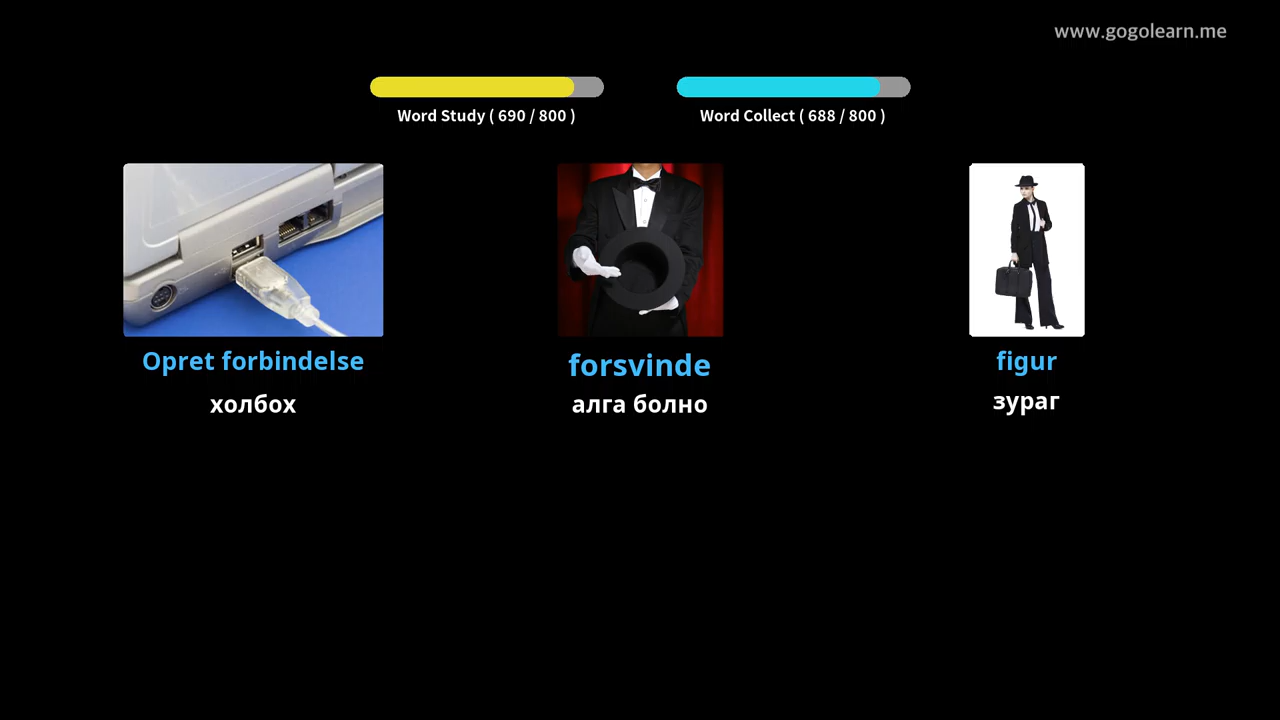 www.gogolearn.me
Word Study ( 690 / 800 )
Word Collect ( 688 / 800 )
Opret forbindelse
forsvinde
figur
холбох
алга болно
зураг